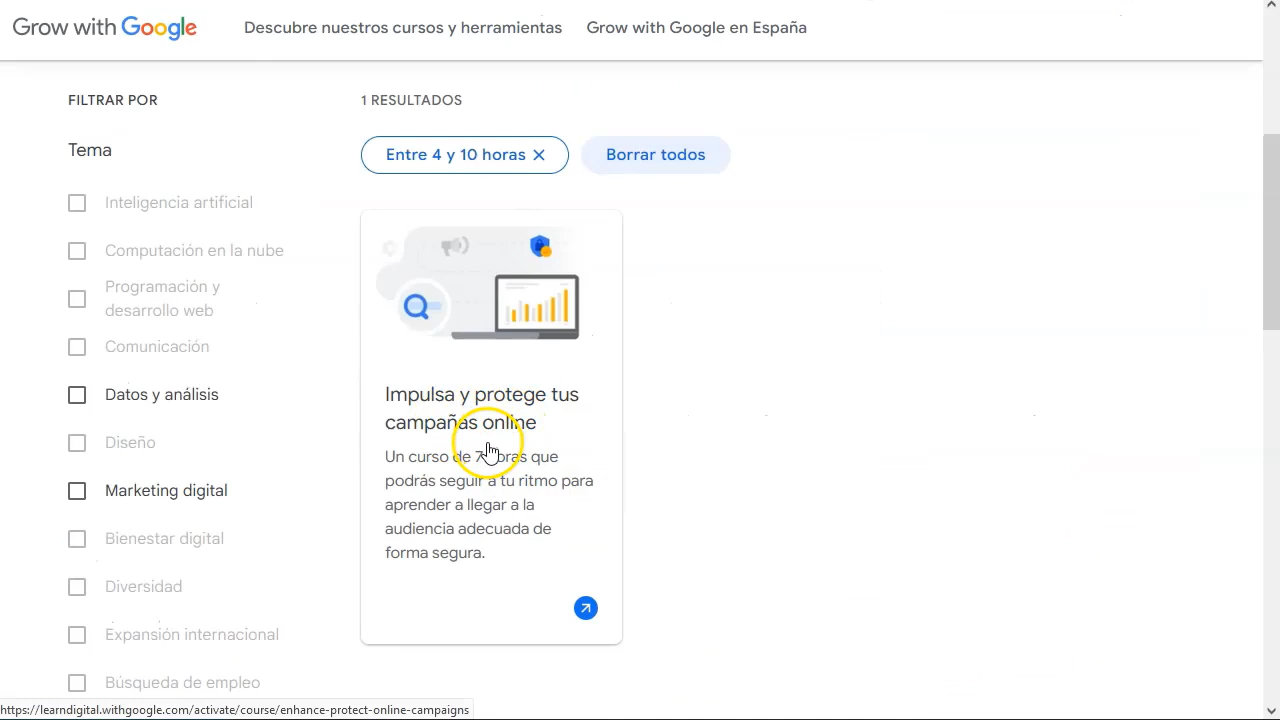 Grow with Google
Descubre nuestros cursos y herramientas
Grow with Google en España
FILTRAR POR
Tema
Inteligencia artificial
Computación en la nube
Programación y
desarrollo web
Comunicación
Datos y análisis
Diseño
Marketing digital
Bienestar digital
Diversidad
Expansión internacional
Búsqueda de empleo
1 RESULTADOS
Entre 4 y 10 horas
Borrar todos
Impulsa y protege tus
campañas online
Un curso de 7 horas que
podrás seguir a tu ritmo para
aprender a llegar a la
audiencia adecuada de
forma segura.
https://learndigital.withgoogle.com/activate/course/enhance-protect-online-campaigns